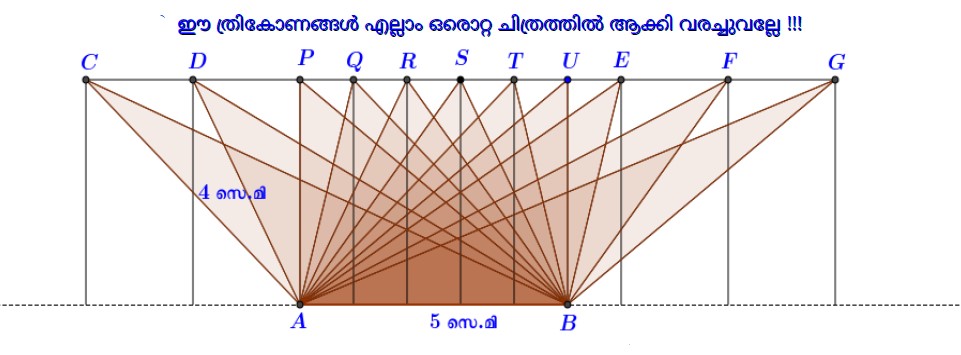 ` ഈ ത്രികോണങ്ങൾ എല്ലാം ഒരൊറ്റ ചിത്രത്തിൽ ആക്കി വരച്ചുവല്ലേ !!!
C D P Q R S T U E F G
4 സെ.മി
A B
5 സെ.മി